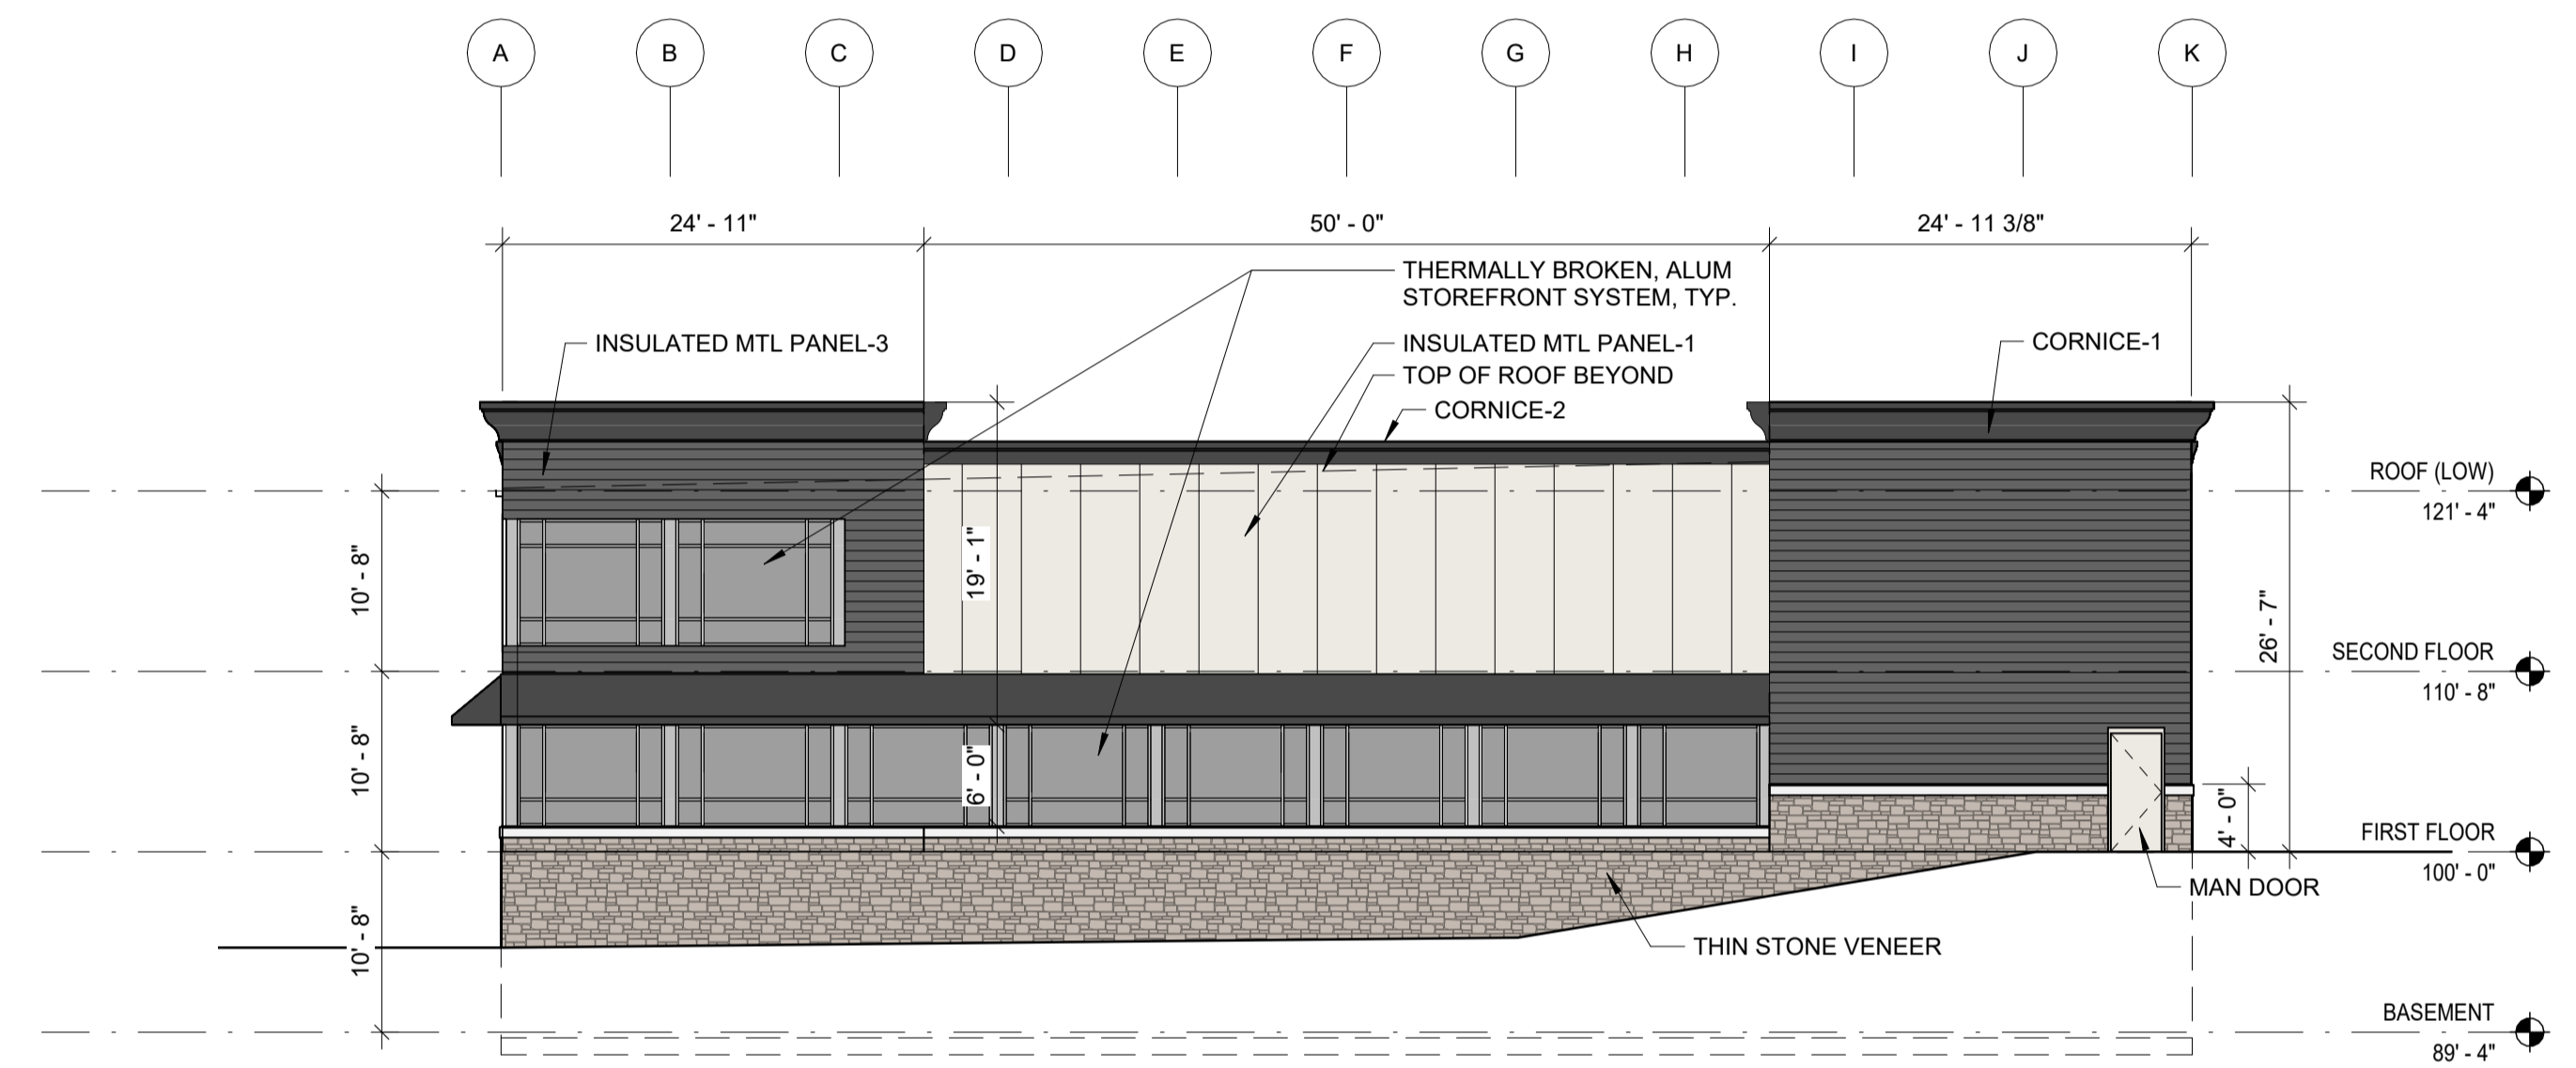 A B C D E F G H I J K
24' - 11" 50' - 0" 24' - 11 3/8"
THERMALLY BROKEN, ALUM
STOREFRONT SYSTEM, TYP.
INSULATED MTL PANEL-3
INSULATED MTL PANEL-1
CORNICE-1
TOP OF ROOF BEYOND
CORNICE-2
ROOF (LOW)
121' - 4"
10' - 8"
19' - 1"
26' - 7"
SECOND FLOOR
110' - 8"
10' - 8"
6' - 0"
4' - 0"
FIRST FLOOR
100' - 0"
MAN DOOR
10' - 8"
THIN STONE VENEER
BASEMENT
89' - 4"